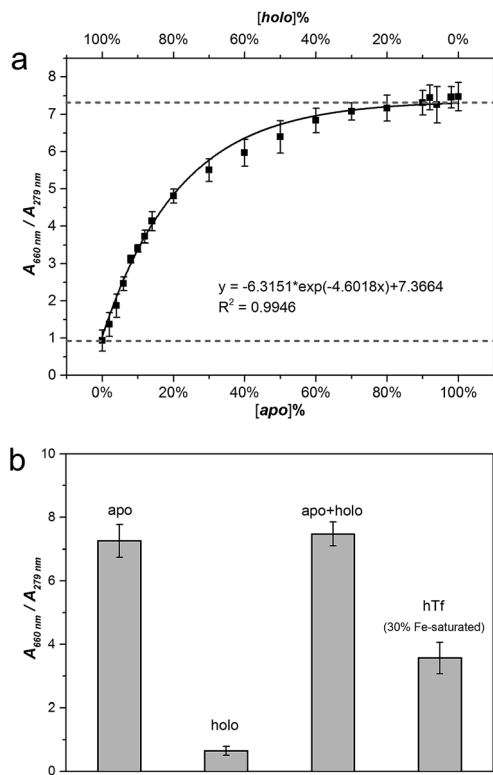 [holo]%
100% 80% 60% 40% 20% 0%
a
8
7
6
5
4
3
2
1
0
A660 nm / A279 nm
y = -6.3151*exp(-4.6018x)+7.3664
R² = 0.9946
0% 20% 40% 60% 80% 100%
[apo]%
b
10
8
6
4
2
0
A660 nm / A279 nm
apo
holo
apo+holo
hTf
(30% Fe-saturated)